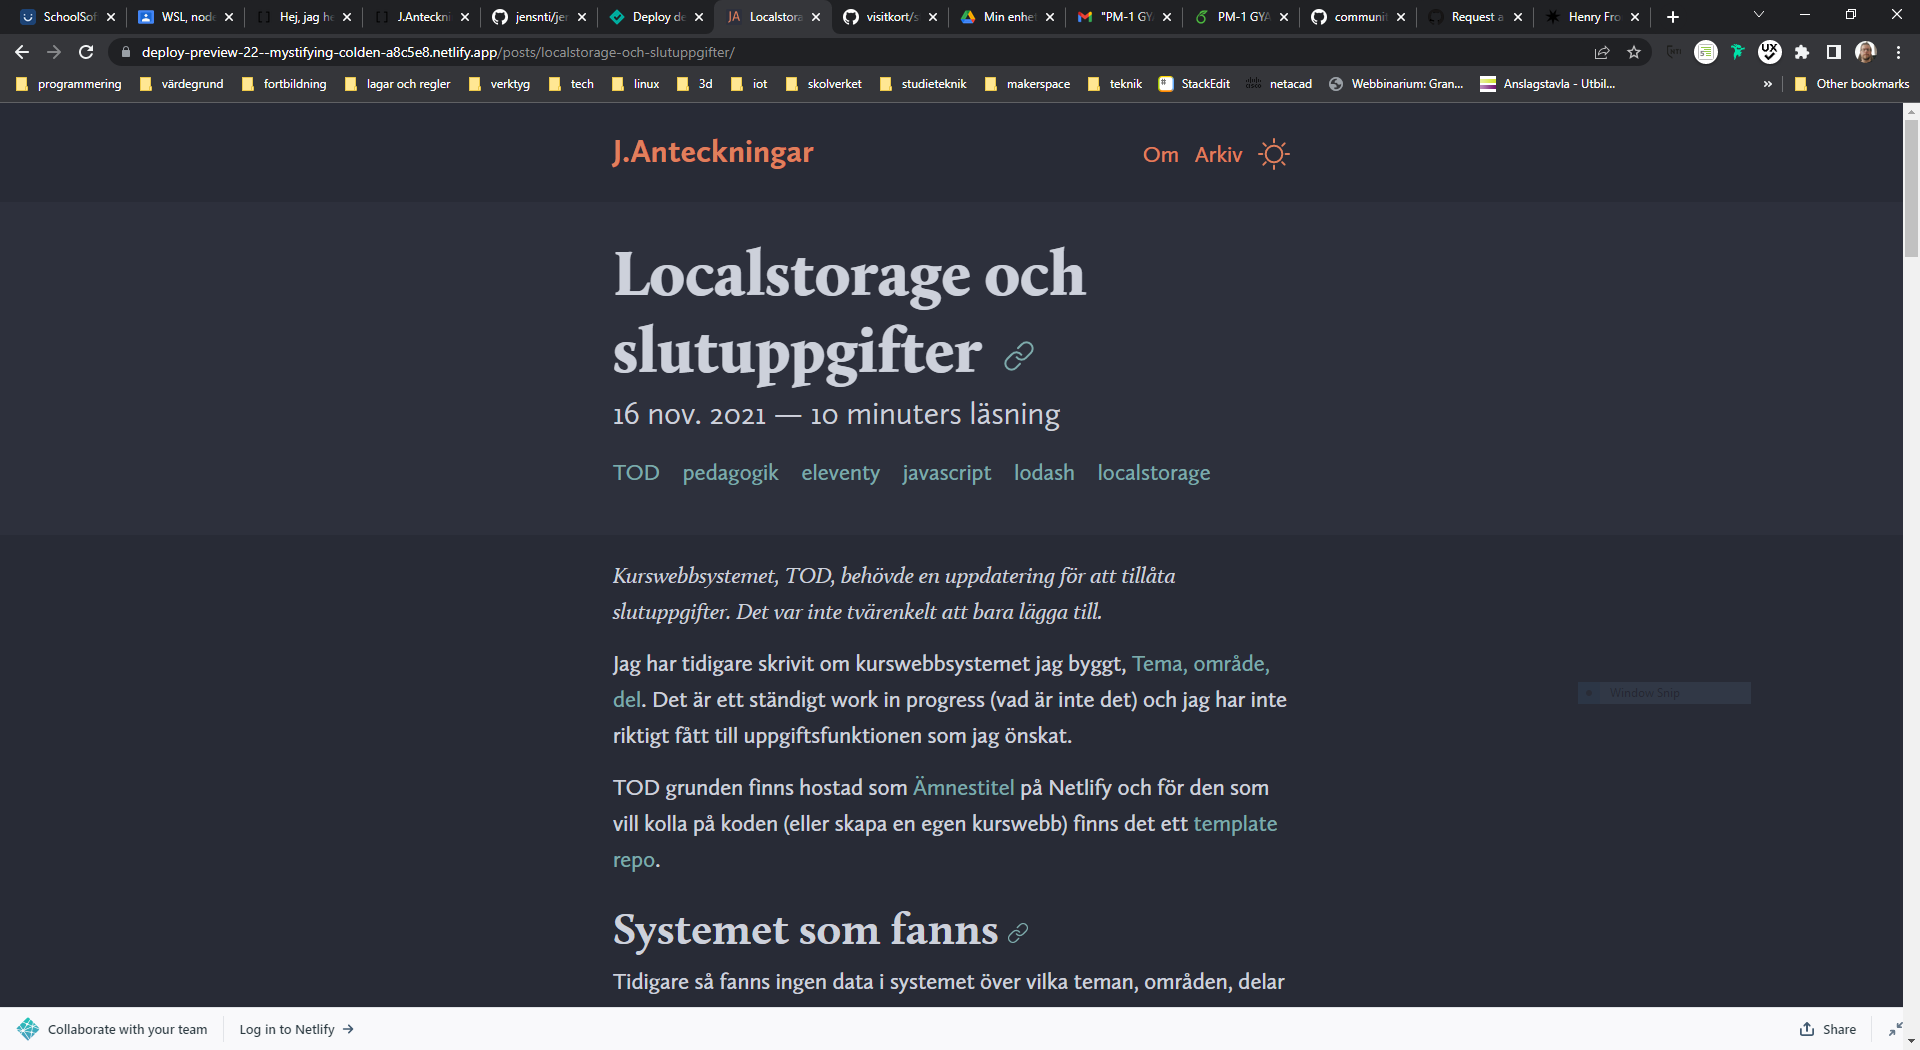 SchoolSof
WSL, node
Hej, jag he
J.Anteckni
jensnti/jer
Deploy de
Localstora
visitkort/s
Min enhe
"PM-1 GYA
PM-1 GYA
communit
Request a
Henry Fro
deploy-preview-22--mystifying-colden-a8c5e8.netlify.app/posts/localstorage-och-slutuppgifter/
programmering
värdegrund
fortbildning
lagar och regler
verktyg
tech
linux
3d
iot
skolverket
studieteknik
makerspace
teknik
StackEdit
netacad
Webbinarium: Gran...
Anslagstavla - Utbil...
»
Other bookmarks
J.Anteckningar
Om Arkiv
Localstorage och
slutuppgifter
16 nov. 2021 — 10 minuters läsning
TOD pedagogik eleventy javascript lodash localstorage
Kurswebbsystemet, TOD, behövde en uppdatering för att tillåta
slutuppgifter. Det var inte tvärenkelt att bara lägga till.
Jag har tidigare skrivit om kurswebbsystemet jag byggt, Tema, område,
del. Det är ett ständigt work in progress (vad är inte det) och jag har inte
riktigt fått till uppgiftsfunktionen som jag önskat.
Window Snip
TOD grunden finns hostad som Ämnestitel på Netlify och för den som
vill kolla på koden (eller skapa en egen kurswebb) finns det ett template
repo.
Systemet som fanns
Tidigare så fanns ingen data i systemet över vilka teman, områden, delar
Collaborate with your team
Log in to Netlify →
Share